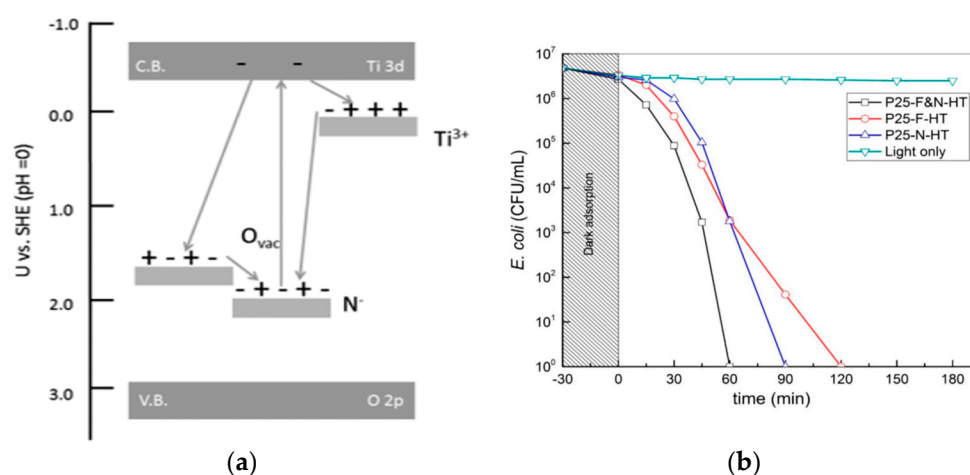 -1.0
0.0
1.0
2.0
3.0
U vs. SHE (pH =0)
C.B.
Ti 3d
- -
- + + +
Ti³⁺
+ - + -
Oᵥₐc
- + - + -
N⁻
V.B.
O 2p
(a)
10⁷
10⁶
10⁵
10⁴
10³
10²
10¹
10⁰
E. coli (CFU/mL)
Dark adsorption
P25-F&N-HT
P25-F-HT
P25-N-HT
Light only
-30 0 30 60 90 120 150 180
time (min)
(b)